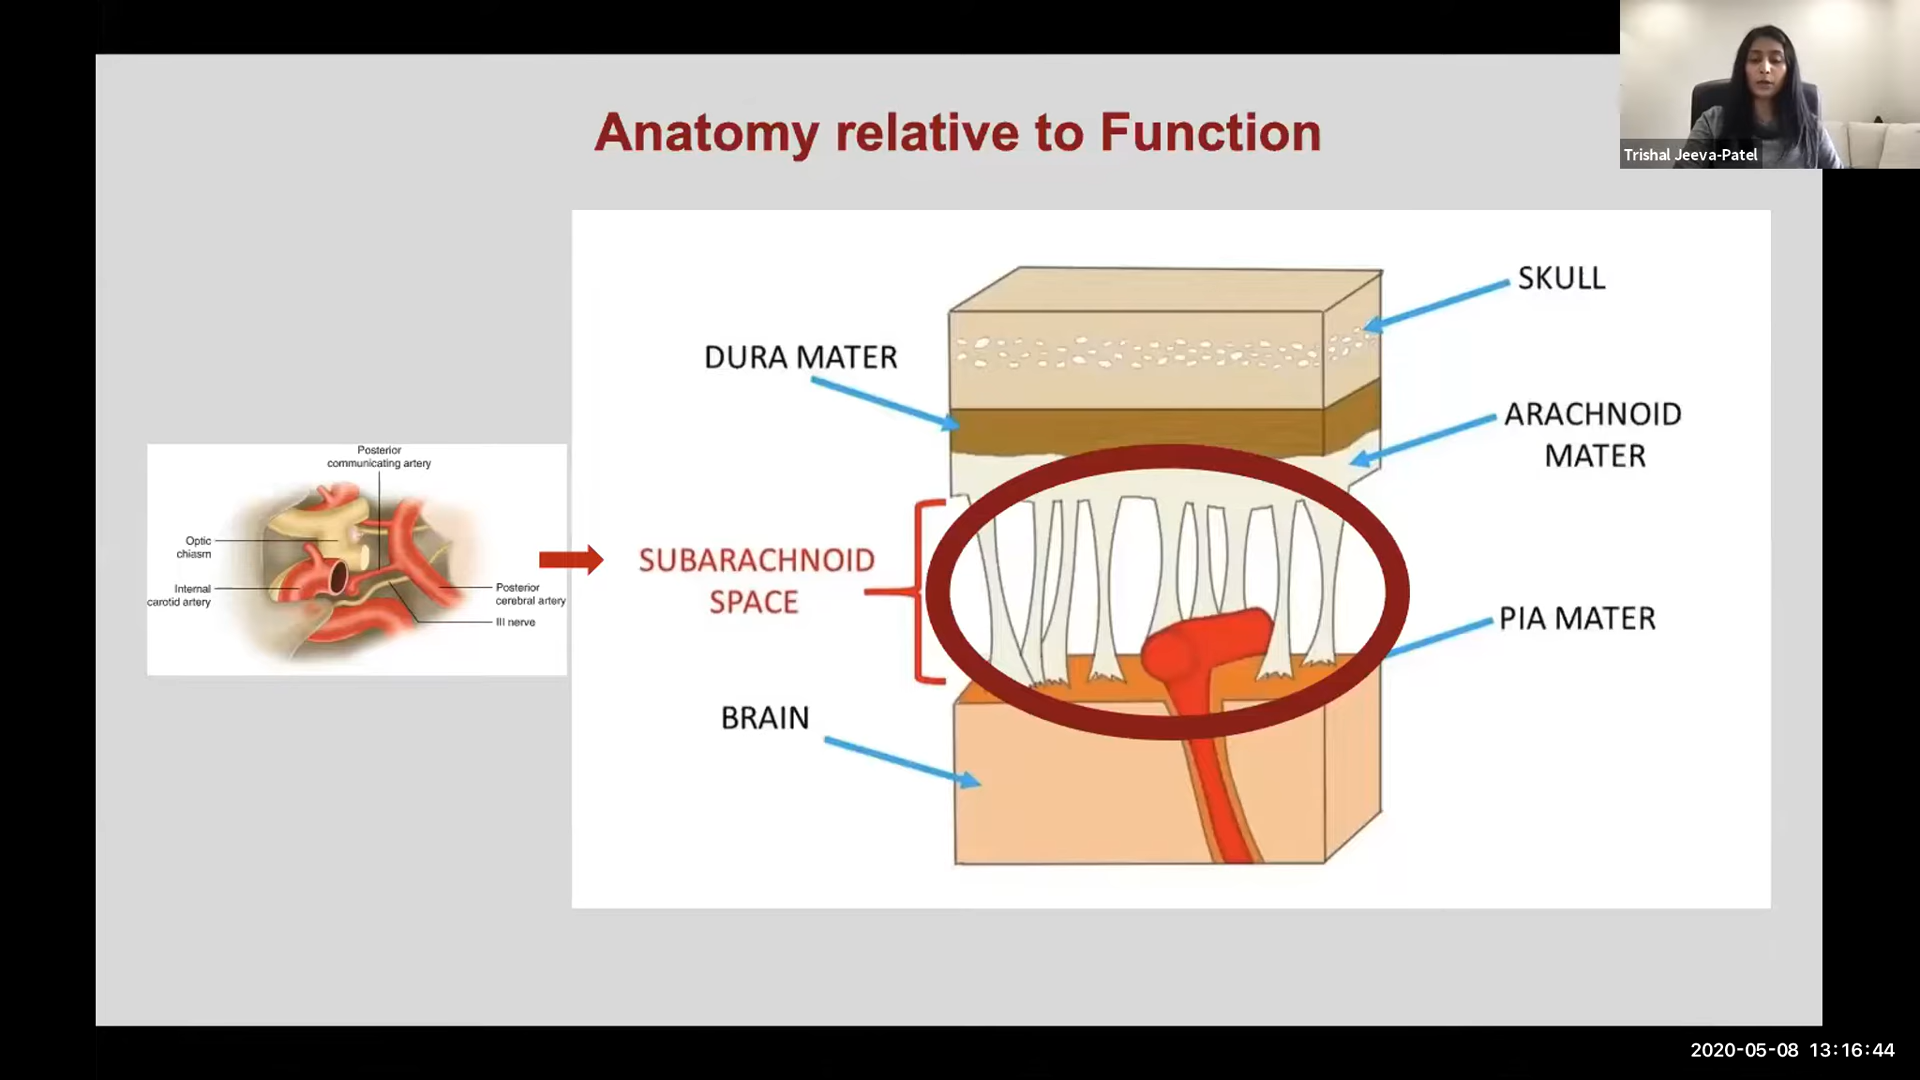 Anatomy relative to Function
Trishal Jeeva-Patel
SKULL
DURA MATER
ARACHNOID
MATER
Posterior
communicating artery
Optic
chiasm
Internal
carotid artery
Posterior
cerebral artery
III nerve
SUBARACHNOID
SPACE
PIA MATER
BRAIN
2020-05-08 13:16:44